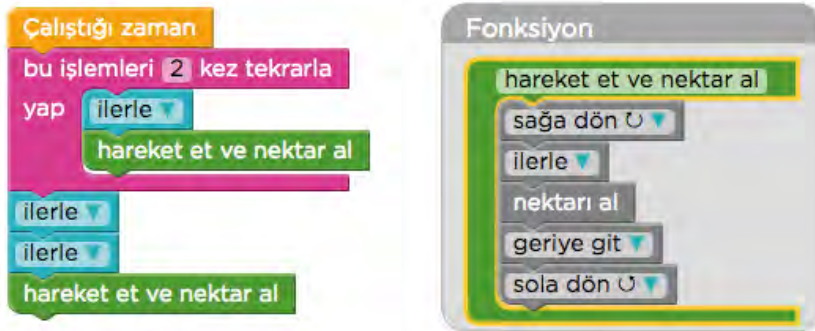 Çalıştığı zaman
bu işlemleri 2 kez tekrarla
yap ilerle
hareket et ve nektar al
ilerle
ilerle
hareket et ve nektar al
Fonksiyon
hareket et ve nektar al
sağa dön ↻
ilerle
nektarı al
geriye git
sola dön ↺